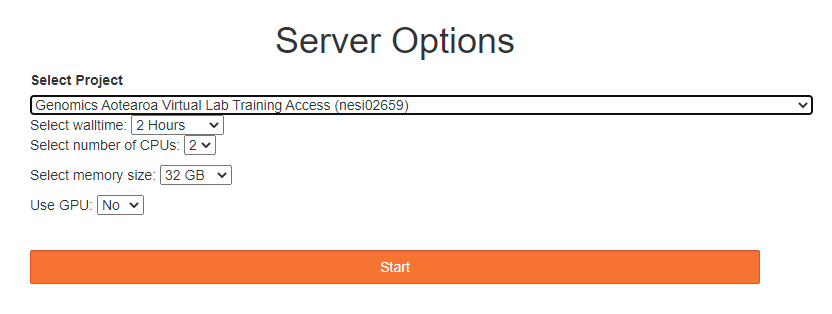 Server Options
Select Project
Genomics Aotearoa Virtual Lab Training Access (nesi02659)
Select walltime: 2 Hours
Select number of CPUs: 2
Select memory size: 32 GB
Use GPU: No
Start